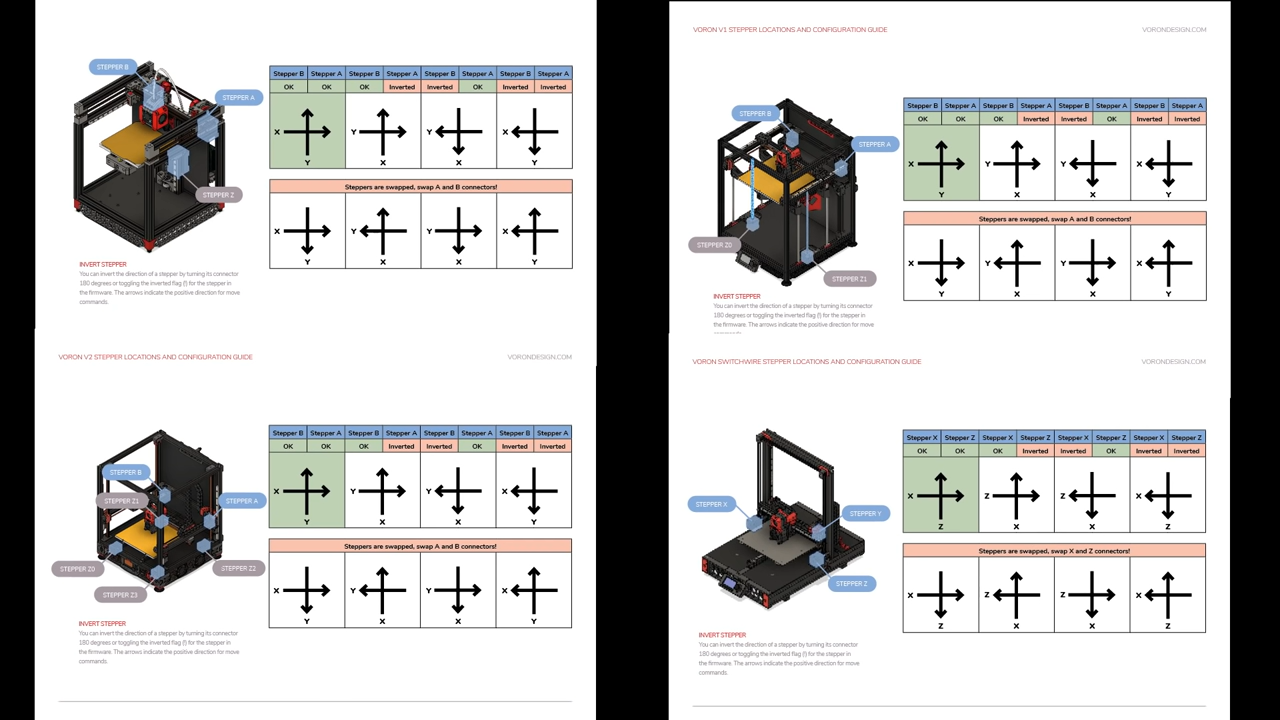 STEPPER B
STEPPER A
STEPPER Z
Stepper B Stepper A Stepper B Stepper A Stepper B Stepper A Stepper B Stepper A
OK OK OK Inverted Inverted OK Inverted Inverted
X Y Y X
Y X X Y
Steppers are swapped, swap A and B connectors!
X Y Y X
Y X X Y
INVERT STEPPER
You can invert the direction of a stepper by turning its connector
180 degrees or toggling the inverted flag (!) for the stepper in
the firmware. The arrows indicate the positive direction for move
commands.
VORON V1 STEPPER LOCATIONS AND CONFIGURATION GUIDE
VORONDESIGN.COM
STEPPER B
STEPPER A
STEPPER Z0
STEPPER Z1
Stepper B Stepper A Stepper B Stepper A Stepper B Stepper A Stepper B Stepper A
OK OK OK Inverted Inverted OK Inverted Inverted
X Y Y X
Y X X Y
Steppers are swapped, swap A and B connectors!
X Y Y X
Y X X Y
INVERT STEPPER
You can invert the direction of a stepper by turning its connector
180 degrees or toggling the inverted flag (!) for the stepper in
the firmware. The arrows indicate the positive direction for move
VORON V2 STEPPER LOCATIONS AND CONFIGURATION GUIDE
VORONDESIGN.COM
STEPPER B
STEPPER Z1
STEPPER A
STEPPER Z0
STEPPER Z2
STEPPER Z3
Stepper B Stepper A Stepper B Stepper A Stepper B Stepper A Stepper B Stepper A
OK OK OK Inverted Inverted OK Inverted Inverted
X Y Y X
Y X X Y
Steppers are swapped, swap A and B connectors!
X Y Y X
Y X X Y
INVERT STEPPER
You can invert the direction of a stepper by turning its connector
180 degrees or toggling the inverted flag (!) for the stepper in
the firmware. The arrows indicate the positive direction for move
commands.
VORON SWITCHWIRE STEPPER LOCATIONS AND CONFIGURATION GUIDE
VORONDESIGN.COM
STEPPER X
STEPPER Y
STEPPER Z
Stepper X Stepper Z Stepper X Stepper Z Stepper X Stepper Z Stepper X Stepper Z
OK OK OK Inverted Inverted OK Inverted Inverted
X Z Z X
Z X X Z
Steppers are swapped, swap X and Z connectors!
X Z Z X
Z X X Z
INVERT STEPPER
You can invert the direction of a stepper by turning its connector
180 degrees or toggling the inverted flag (!) for the stepper in
the firmware. The arrows indicate the positive direction for move
commands.